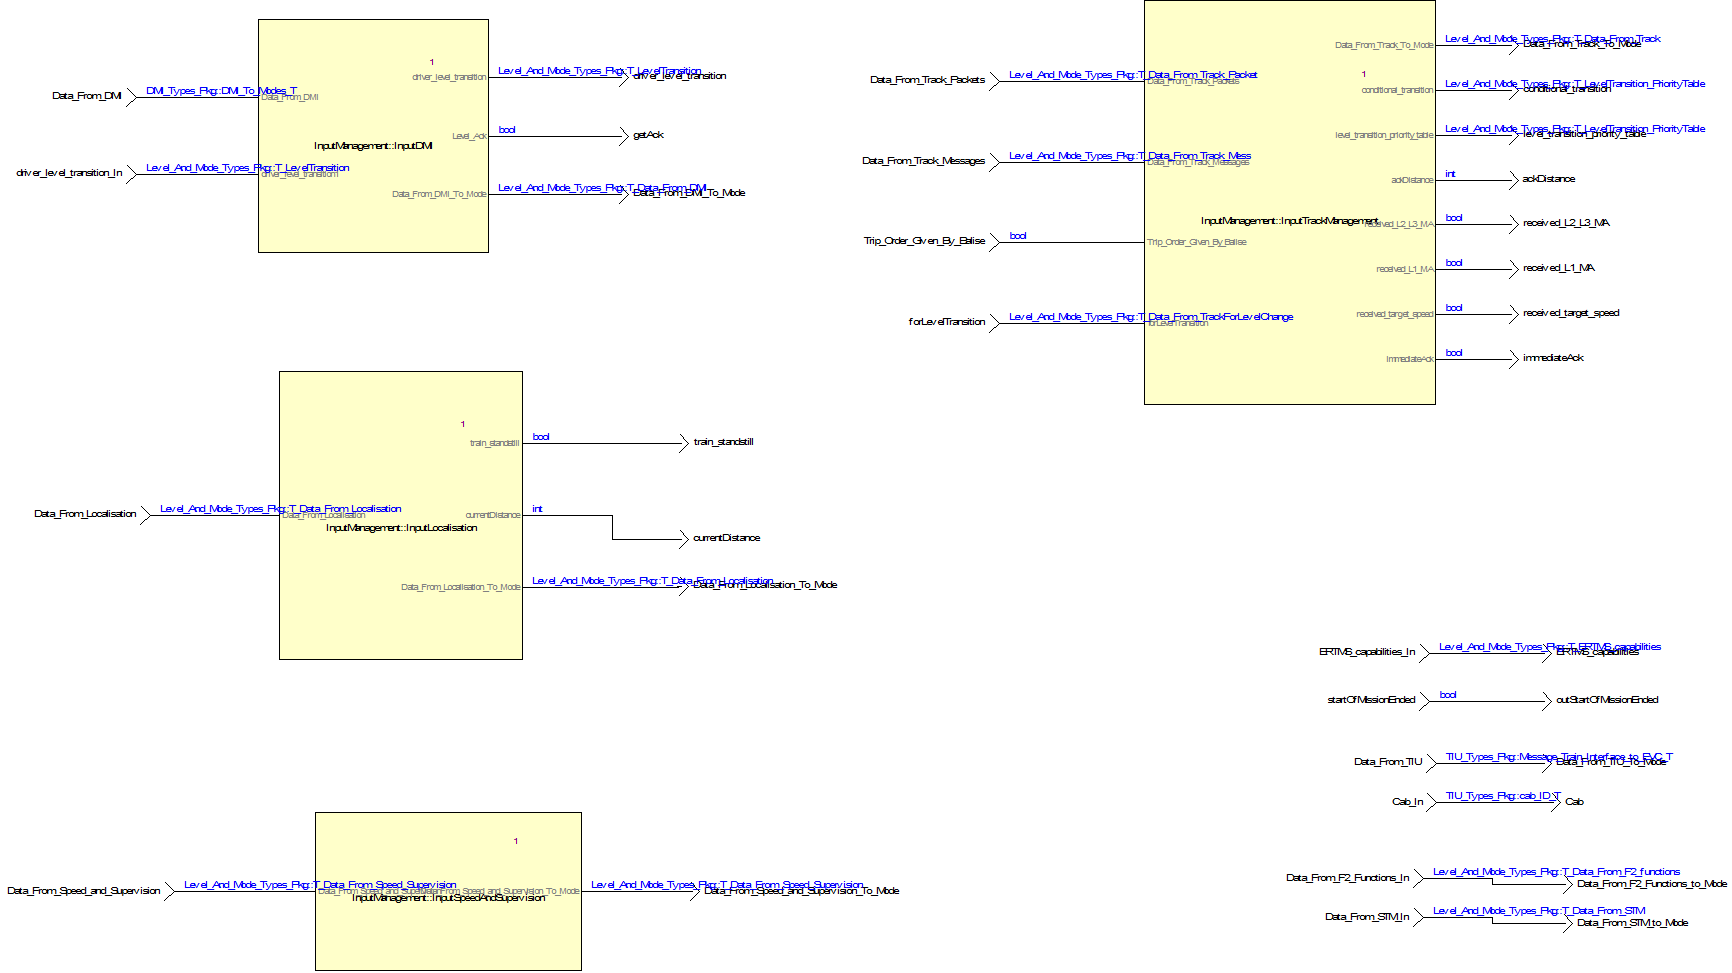 1
driver_level_transition
Level_And_Mode_Types_Pkg::T_LevelTransition
driver_level_transition
Data_From_DMI
DMI_Types_Pkg::DMI_To_Modes_T
Data_From_DMI
Level_Ack
bool
getAck
InputManagement::InputDMI
driver_level_transition_In
Level_And_Mode_Types_Pkg::T_LevelTransition
driver_level_transition
Data_From_DMI_To_Mode
Level_And_Mode_Types_Pkg::T_Data_From_DMI
Data_From_DMI_To_Mode
Data_From_Track_To_Mode
Level_And_Mode_Types_Pkg::T_Data_From_Track
Data_From_Track_To_Mode
1
Data_From_Track_Packets
Level_And_Mode_Types_Pkg::T_Data_From_Track_Packet
Data_From_Track_Packets
conditional_transition
Level_And_Mode_Types_Pkg::T_LevelTransition_PriorityTable
conditional_transition
level_transition_priority_table
Level_And_Mode_Types_Pkg::T_LevelTransition_PriorityTable
level_transition_priority_table
Data_From_Track_Messages
Level_And_Mode_Types_Pkg::T_Data_From_Track_Mess
Data_From_Track_Messages
ackDistance
int
ackDistance
InputManagement::InputTrackManagement
received_L2_L3_MA
bool
received_L2_L3_MA
Trip_Order_Given_By_Balise
bool
Trip_Order_Given_By_Balise
received_L1_MA
bool
received_L1_MA
received_target_speed
bool
received_target_speed
forLevelTransition
Level_And_Mode_Types_Pkg::T_Data_From_TrackForLevelChange
forLevelTransition
immediateAck
bool
immediateAck
1
train_standstill
bool
train_standstill
Data_From_Localisation
Level_And_Mode_Types_Pkg::T_Data_From_Localisation
Data_From_Localisation
currentDistance
int
currentDistance
InputManagement::InputLocalisation
Data_From_Localisation_To_Mode
Level_And_Mode_Types_Pkg::T_Data_From_Localisation
Data_From_Localisation_To_Mode
ERTMS_capabilities_In
Level_And_Mode_Types_Pkg::T_ERTMS_capabilities
ERTMS_capabilities
startOfMissionEnded
bool
outStartOfMissionEnded
Data_From_TIU
TIU_Types_Pkg::Message_Train_Interface_to_EVC_T
Data_From_TIU_To_Mode
Cab_In
TIU_Types_Pkg::cab_ID_T
Cab
1
Data_From_Speed_and_Supervision
Level_And_Mode_Types_Pkg::T_Data_From_Speed_Supervision
Data_From_Speed_and_Supervision
Data_From_Speed_and_Supervision_To_Mode
Level_And_Mode_Types_Pkg::T_Data_From_Speed_Supervision
Data_From_Speed_and_Supervision_To_Mode
InputManagement::InputSpeedAndSupervision
Data_From_F2_Functions_In
Level_And_Mode_Types_Pkg::T_Data_From_F2_functions
Data_From_F2_Functions_to_Mode
Data_From_STM_In
Level_And_Mode_Types_Pkg::T_Data_From_STM
Data_From_STM_to_Mode